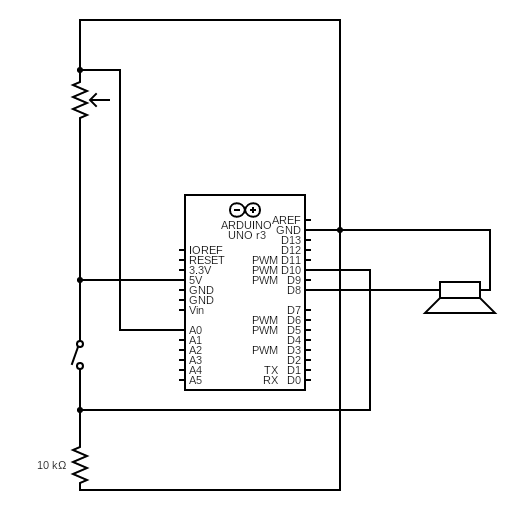 AREF
ARDUINO GND
UNO r3 D13
IOREF D12
RESET PWM D11
3.3V PWM D10
5V PWM D9
GND D8
GND
Vin D7
PWM D6
A0 PWM D5
A1 D4
A2 PWM D3
A3 D2
A4 TX D1
A5 RX D0
10 kΩ